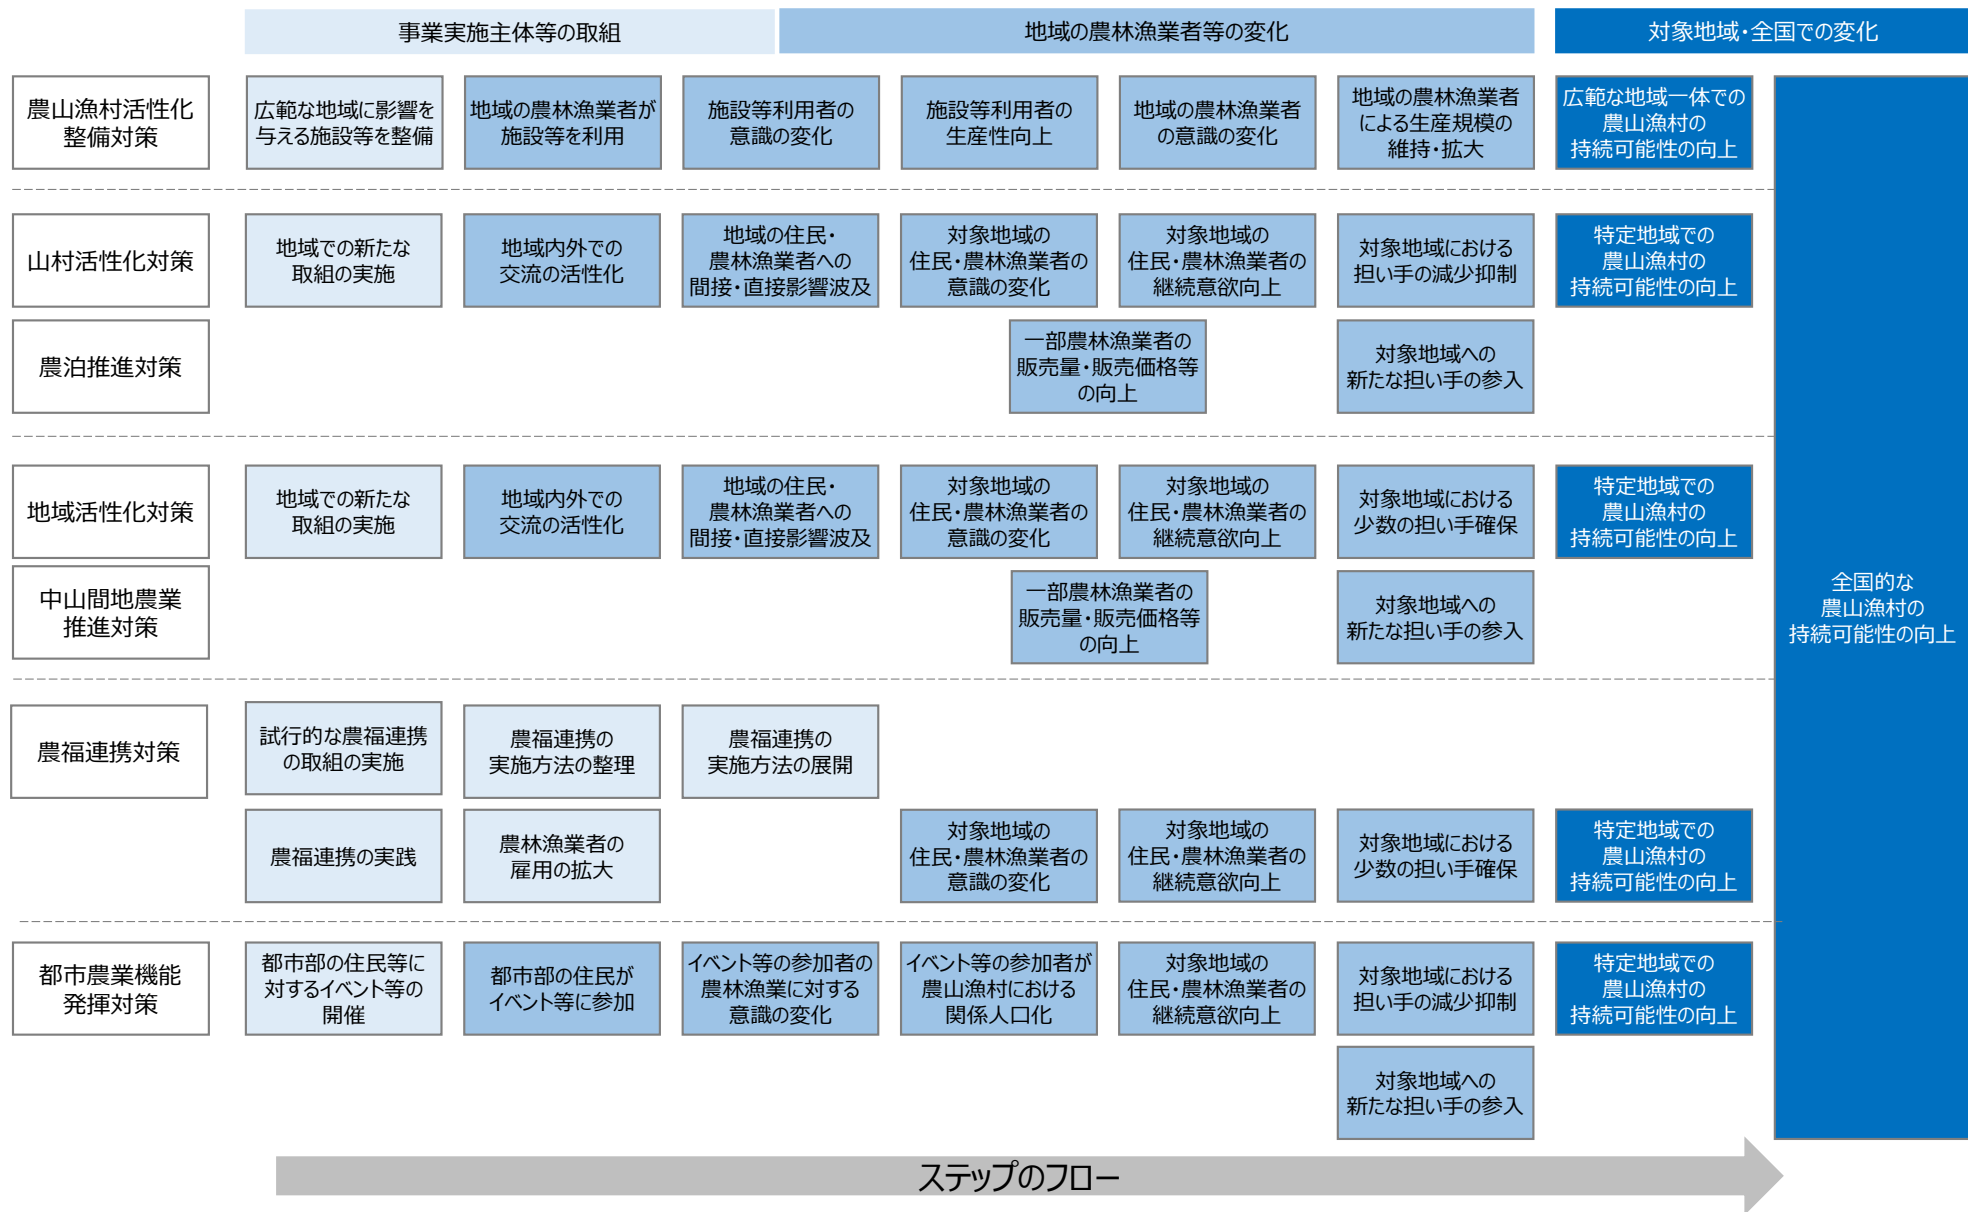 事業実施主体等の取組
地域の農林漁業者等の変化
対象地域・全国での変化
農山漁村活性化
整備対策
広範な地域に影響を
与える施設等を整備
地域の農林漁業者が
施設等を利用
施設等利用者の
意識の変化
施設等利用者の
生産性向上
地域の農林漁業者
の意識の変化
地域の農林漁業者
による生産規模の
維持・拡大
広範な地域一体での
農山漁村の
持続可能性の向上
山村活性化対策
地域での新たな
取組の実施
地域内外での
交流の活性化
地域の住民・
農林漁業者への
間接・直接影響波及
対象地域の
住民・農林漁業者の
意識の変化
対象地域の
住民・農林漁業者の
継続意欲向上
対象地域における
担い手の減少抑制
特定地域での
農山漁村の
持続可能性の向上
農泊推進対策
一部農林漁業者の
販売量・販売価格等
の向上
対象地域への
新たな担い手の参入
地域活性化対策
地域での新たな
取組の実施
地域内外での
交流の活性化
地域の住民・
農林漁業者への
間接・直接影響波及
対象地域の
住民・農林漁業者の
意識の変化
対象地域の
住民・農林漁業者の
継続意欲向上
対象地域における
少数の担い手確保
特定地域での
農山漁村の
持続可能性の向上
中山間地農業
推進対策
一部農林漁業者の
販売量・販売価格等
の向上
対象地域への
新たな担い手の参入
全国的な
農山漁村の
持続可能性の向上
農福連携対策
試行的な農福連携
の取組の実施
農福連携の
実施方法の整理
農福連携の
実施方法の展開
農福連携の実践
農林漁業者の
雇用の拡大
対象地域の
住民・農林漁業者の
意識の変化
対象地域の
住民・農林漁業者の
継続意欲向上
対象地域における
少数の担い手確保
特定地域での
農山漁村の
持続可能性の向上
都市農業機能
発揮対策
都市部の住民等に
対するイベント等の
開催
都市部の住民が
イベント等に参加
イベント等の参加者の
農林漁業に対する
意識の変化
イベント等の参加者が
農山漁村における
関係人口化
対象地域の
住民・農林漁業者の
継続意欲向上
対象地域における
担い手の減少抑制
特定地域での
農山漁村の
持続可能性の向上
対象地域への
新たな担い手の参入
ステップのフロー